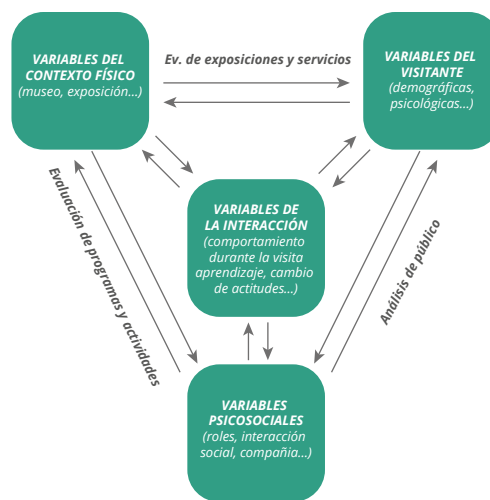 VARIABLES DEL
CONTEXTO FÍSICO
(museo, exposición...)
Ev. de exposiciones y servicios
VARIABLES DEL
VISITANTE
(demográficas,
psicológicas...)
VARIABLES DE
LA INTERACCIÓN
(comportamiento
durante la visita
aprendizaje, cambio
de actitudes...)
Evaluación de programas y actividades
Análisis de público
VARIABLES
PSICOSOCIALES
(roles, interacción
social, compañia...)